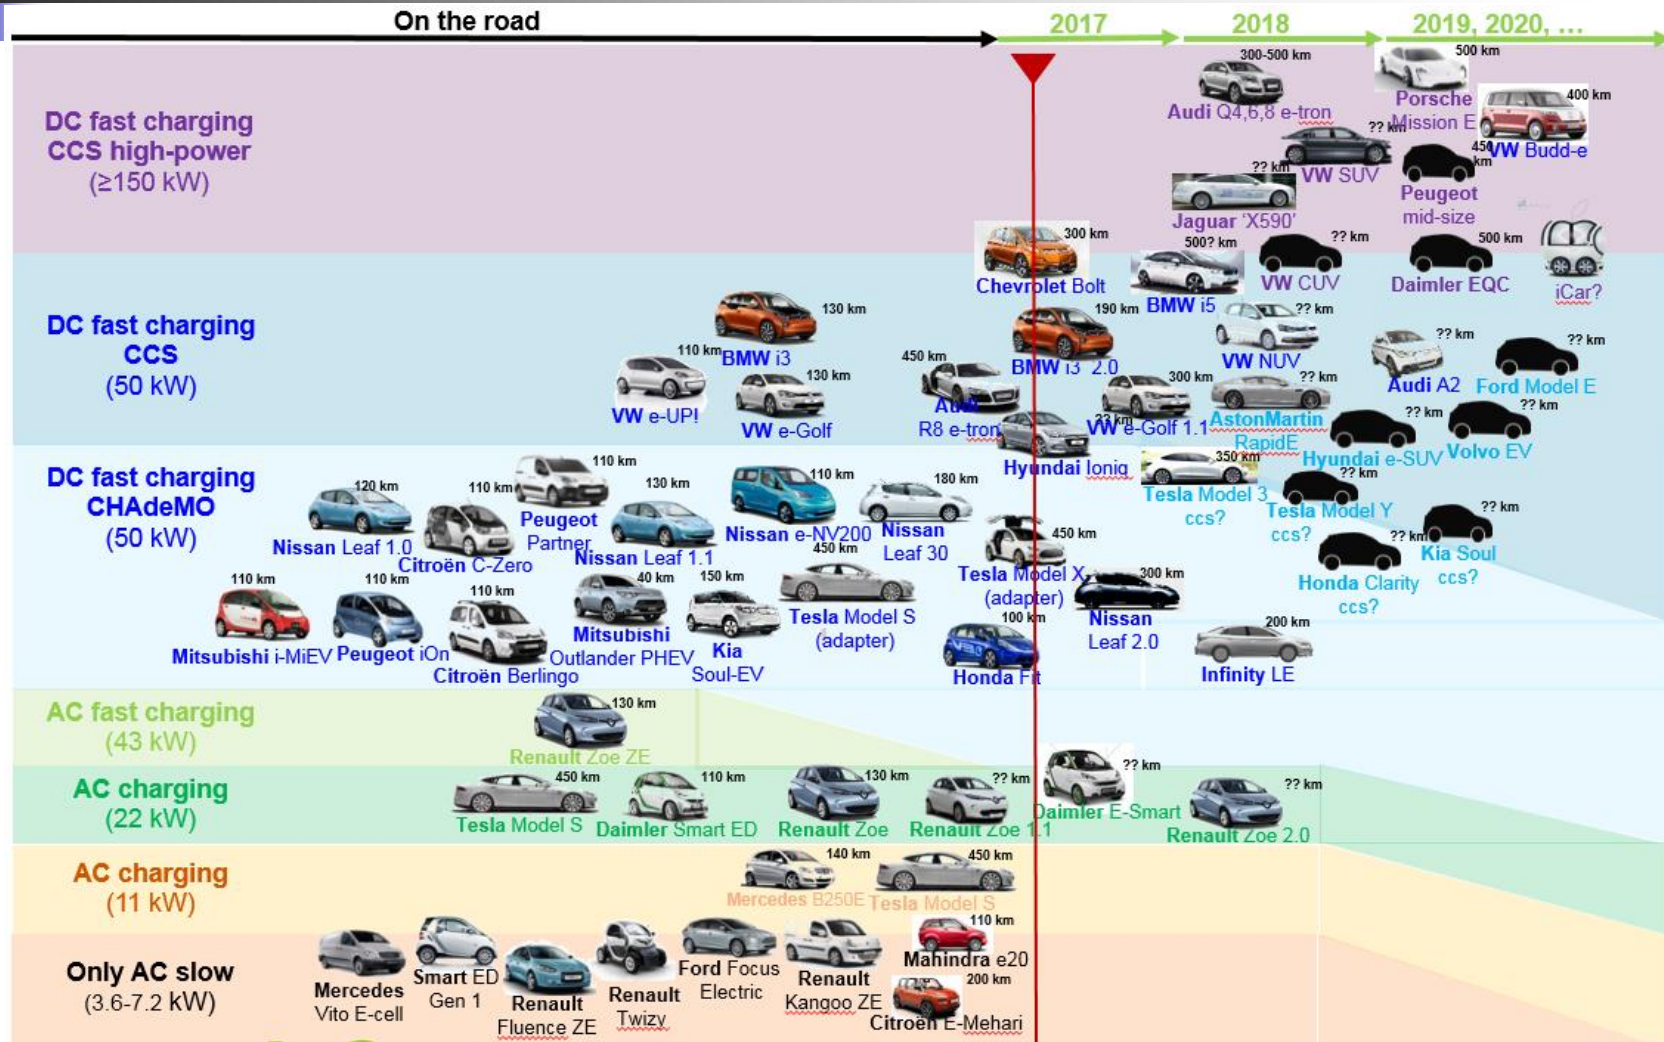 On the road
2017
2018
2019, 2020, ...
DC fast charging
CCS high-power
(≥150 kW)
300-500 km
Audi Q4,6,8 e-tron
500 km
Porsche
Mission E
400 km
VW Budd-e
?? km
VW SUV
450
km
Peugeot
mid-size
?? km
Jaguar 'X590'
300 km
Chevrolet Bolt
500? km
BMW i5
?? km
VW CUV
500 km
Daimler EQC
iCar?
DC fast charging
CCS
(50 kW)
130 km
BMW i3
110 km
VW e-UP!
130 km
VW e-Golf
450 km
Audi
R8 e-tron
190 km
BMW i3 2.0
?? km
VW NUV
?? km
Audi A2
?? km
Ford Model E
300 km
VW e-Golf 1.1
?? km
AstonMartin
RapidE
?? km
Hyundai Ioniq
?? km
Hyundai e-SUV
?? km
Volvo EV
DC fast charging
CHAdeMO
(50 kW)
120 km
Nissan Leaf 1.0
110 km
Citroën C-Zero
110 km
Peugeot
Partner
130 km
Nissan Leaf 1.1
110 km
Nissan e-NV200
180 km
Nissan
Leaf 30
350 km
Tesla Model 3
ccs?
?? km
Tesla Model Y
ccs?
?? km
Kia Soul
ccs?
?? km
Honda Clarity
ccs?
110 km
Mitsubishi i-MiEV
110 km
Peugeot iOn
110 km
Citroën Berlingo
40 km
Mitsubishi
Outlander PHEV
150 km
Kia
Soul-EV
450 km
Tesla Model S
(adapter)
450 km
Tesla Model X
(adapter)
100 km
Honda Fit
300 km
Nissan
Leaf 2.0
200 km
Infinity LE
AC fast charging
(43 kW)
130 km
Renault Zoe ZE
AC charging
(22 kW)
450 km
Tesla Model S
110 km
Daimler Smart ED
130 km
Renault Zoe
?? km
Renault Zoe 1.1
?? km
Daimler E-Smart
?? km
Renault Zoe 2.0
AC charging
(11 kW)
140 km
Mercedes B250E
450 km
Tesla Model S
Only AC slow
(3.6-7.2 kW)
Mercedes
Vito E-cell
Smart ED
Gen 1
Renault
Fluence ZE
Renault
Twizy
Ford Focus
Electric
Renault
Kangoo ZE
110 km
Mahindra e20
200 km
Citroën E-Mehari